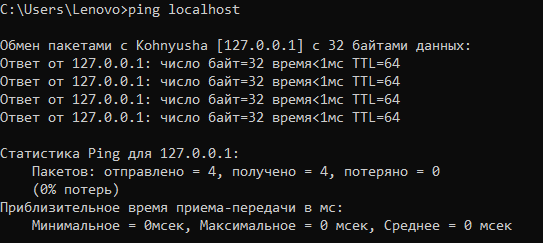 C:\Users\Lenovo>ping localhost
Обмен пакетами с Kohnyusha [127.0.0.1] с 32 байтами данных:
Ответ от 127.0.0.1: число байт=32 время<1мс TTL=64
Ответ от 127.0.0.1: число байт=32 время<1мс TTL=64
Ответ от 127.0.0.1: число байт=32 время<1мс TTL=64
Ответ от 127.0.0.1: число байт=32 время<1мс TTL=64
Статистика Ping для 127.0.0.1:
Пакетов: отправлено = 4, получено = 4, потеряно = 0
(0% потерь)
Приблизительное время приема-передачи в мс:
Минимальное = 0мсек, Максимальное = 0 мсек, Среднее = 0 мсек